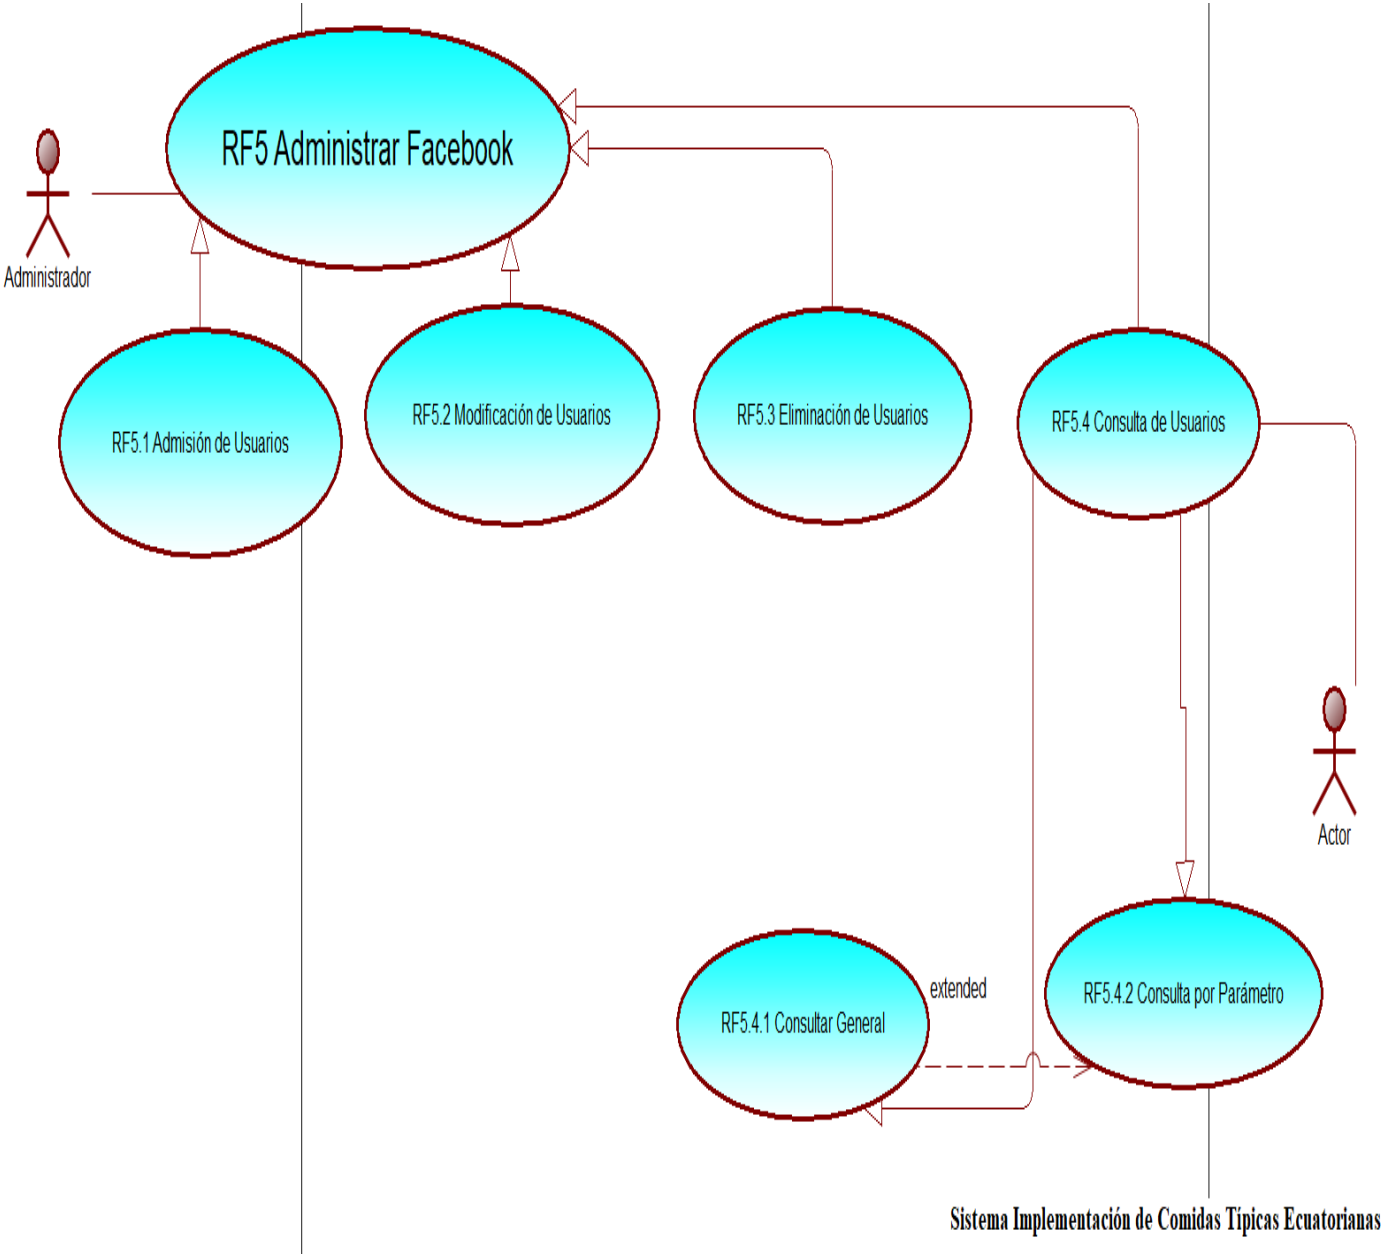 RF5 Administrar Facebook
Administrador
RF5.1 Admisión de Usuarios
RF5.2 Modificación de Usuarios
RF5.3 Eliminación de Usuarios
RF5.4 Consulta de Usuarios
Actor
extended
RF5.4.1 Consultar General
RF5.4.2 Consulta por Parámetro
Sistema Implementación de Comidas Típicas Ecuatorianas